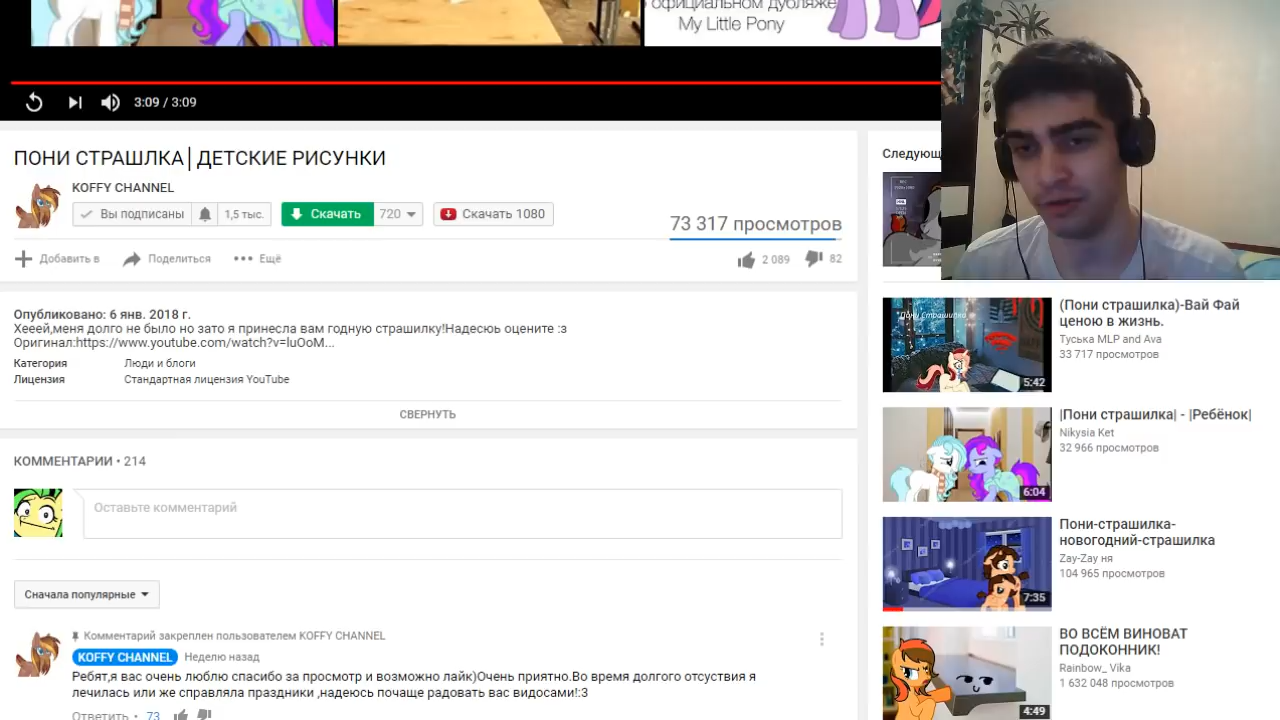 официальном дубляже
My Little Pony
3:09 / 3:09
ПОНИ СТРАШЛКА│ДЕТСКИЕ РИСУНКИ
KOFFY CHANNEL
Вы подписаны 1,5 тыс. Скачать 720 Скачать 1080
73 317 просмотров
Добавить в Поделиться Ещё 2 089 82
Опубликовано: 6 янв. 2018 г.
Хееей,меня долго не было но зато я принесла вам годную страшилку!Надесюь оцените :з
Оригинал:https://www.youtube.com/watch?v=luOoM...
Категория Люди и блоги
Лицензия Стандартная лицензия YouTube
СВЕРНУТЬ
КОММЕНТАРИИ • 214
Оставьте комментарий
Сначала популярные
Комментарий закреплен пользователем KOFFY CHANNEL
KOFFY CHANNEL Неделю назад
Ребят,я вас очень люблю спасибо за просмотр и возможно лайк)Очень приятно.Во время долгого отсуствия я
лечилась или же справляла праздники ,надеюсь почаще радовать вас видосами!:3
Ответить • 73
Следующ
Пони Страшилка
5:42
(Пони страшилка)-Вай Фай
ценою в жизнь.
Туська MLP and Ava
33 717 просмотров
6:04
|Пони страшилка| - |Ребёнок|
Nikysia Ket
32 966 просмотров
7:35
Пони-страшилка-
новогодний-страшилка
Zay-Zay ня
104 965 просмотров
4:49
ВО ВСЁМ ВИНОВАТ
ПОДОКОННИК!
Rainbow_ Vika
1 632 048 просмотров